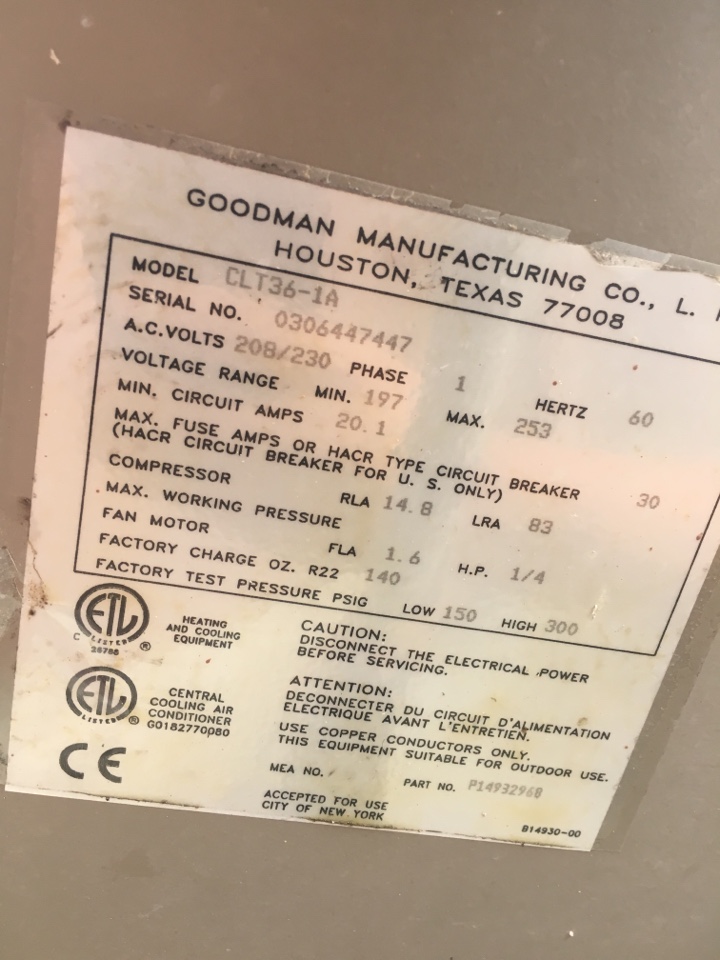 GOODMAN MANUFACTURING CO., L.
HOUSTON, TEXAS 77008
MODEL CLT36-1A
SERIAL NO. 0306447447
A.C.VOLTS 208/230 PHASE 1 HERTZ 60
VOLTAGE RANGE MIN. 197 MAX. 253
MIN. CIRCUIT AMPS 20.1
MAX. FUSE AMPS OR HACR TYPE CIRCUIT BREAKER 30
(HACR CIRCUIT BREAKER FOR U. S. ONLY)
COMPRESSOR RLA 14.8 LRA 83
MAX. WORKING PRESSURE
FAN MOTOR FLA 1.6 H.P. 1/4
FACTORY CHARGE OZ. R22 140
FACTORY TEST PRESSURE PSIG LOW 150 HIGH 300
ETL
LISTED
®
C
HEATING
AND COOLING
EQUIPMENT
ETL
LISTED
®
CENTRAL
COOLING AIR
CONDITIONER
G0182770080
CE
CAUTION:
DISCONNECT THE ELECTRICAL POWER
BEFORE SERVICING.
ATTENTION:
DECONNECTER DU CIRCUIT D'ALIMENTATION
ELECTRIQUE AVANT L'ENTRETIEN.
USE COPPER CONDUCTORS ONLY.
THIS EQUIPMENT SUITABLE FOR OUTDOOR USE.
MEA NO. PART NO. P1493296B
ACCEPTED FOR USE
CITY OF NEW YORK
B14930-00